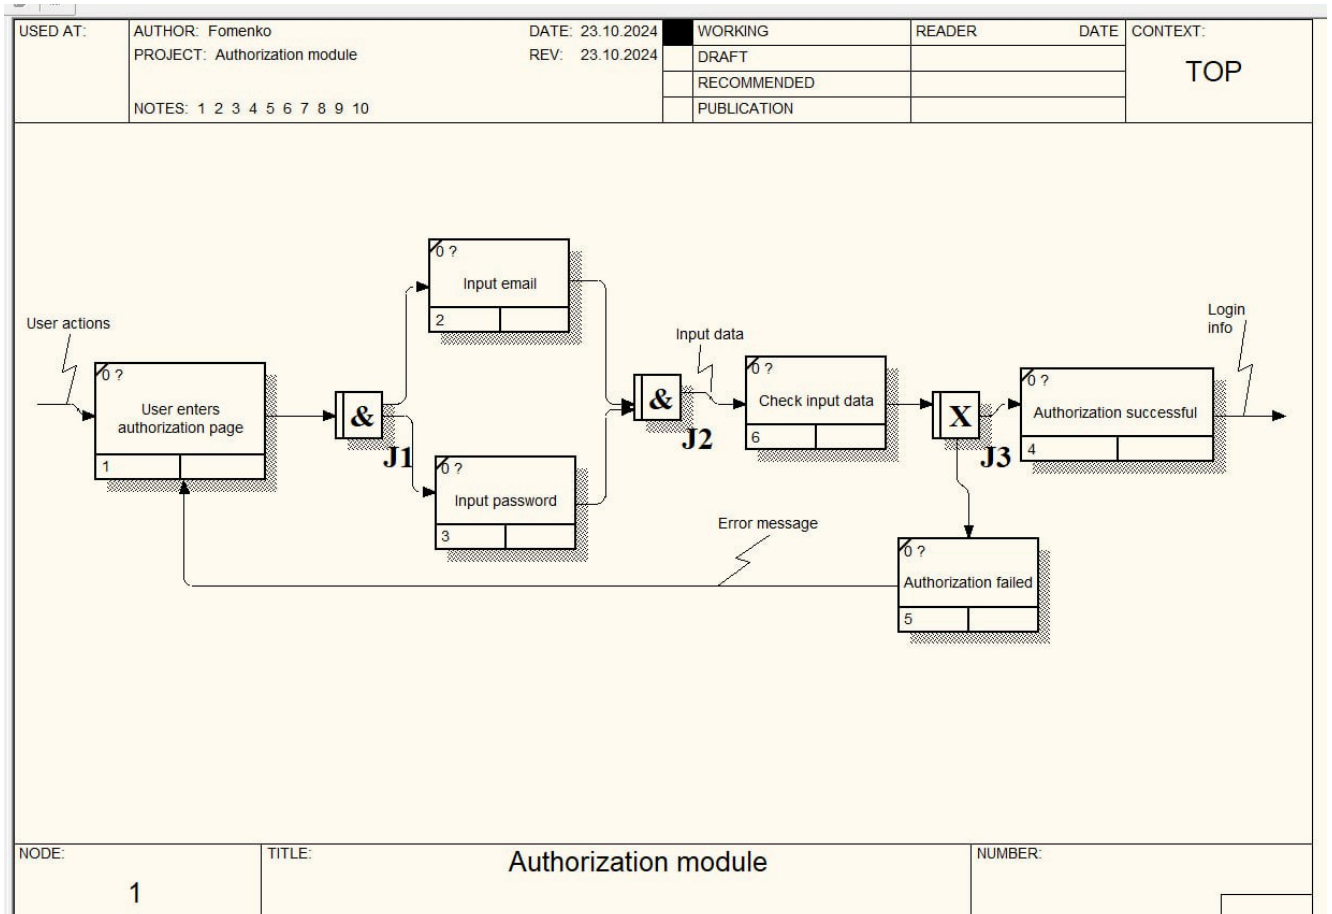 USED AT:
AUTHOR: Fomenko
DATE: 23.10.2024
WORKING
READER
DATE
CONTEXT:
PROJECT: Authorization module
REV: 23.10.2024
DRAFT
TOP
RECOMMENDED
NOTES: 1 2 3 4 5 6 7 8 9 10
PUBLICATION
User actions
0 ?
User enters
authorization page
1
&
J1
0 ?
Input email
2
0 ?
Input password
3
&
J2
Input data
0 ?
Check input data
6
X
J3
0 ?
Authorization successful
4
Login
info
Error message
0 ?
Authorization failed
5
NODE:
1
TITLE:
Authorization module
NUMBER: